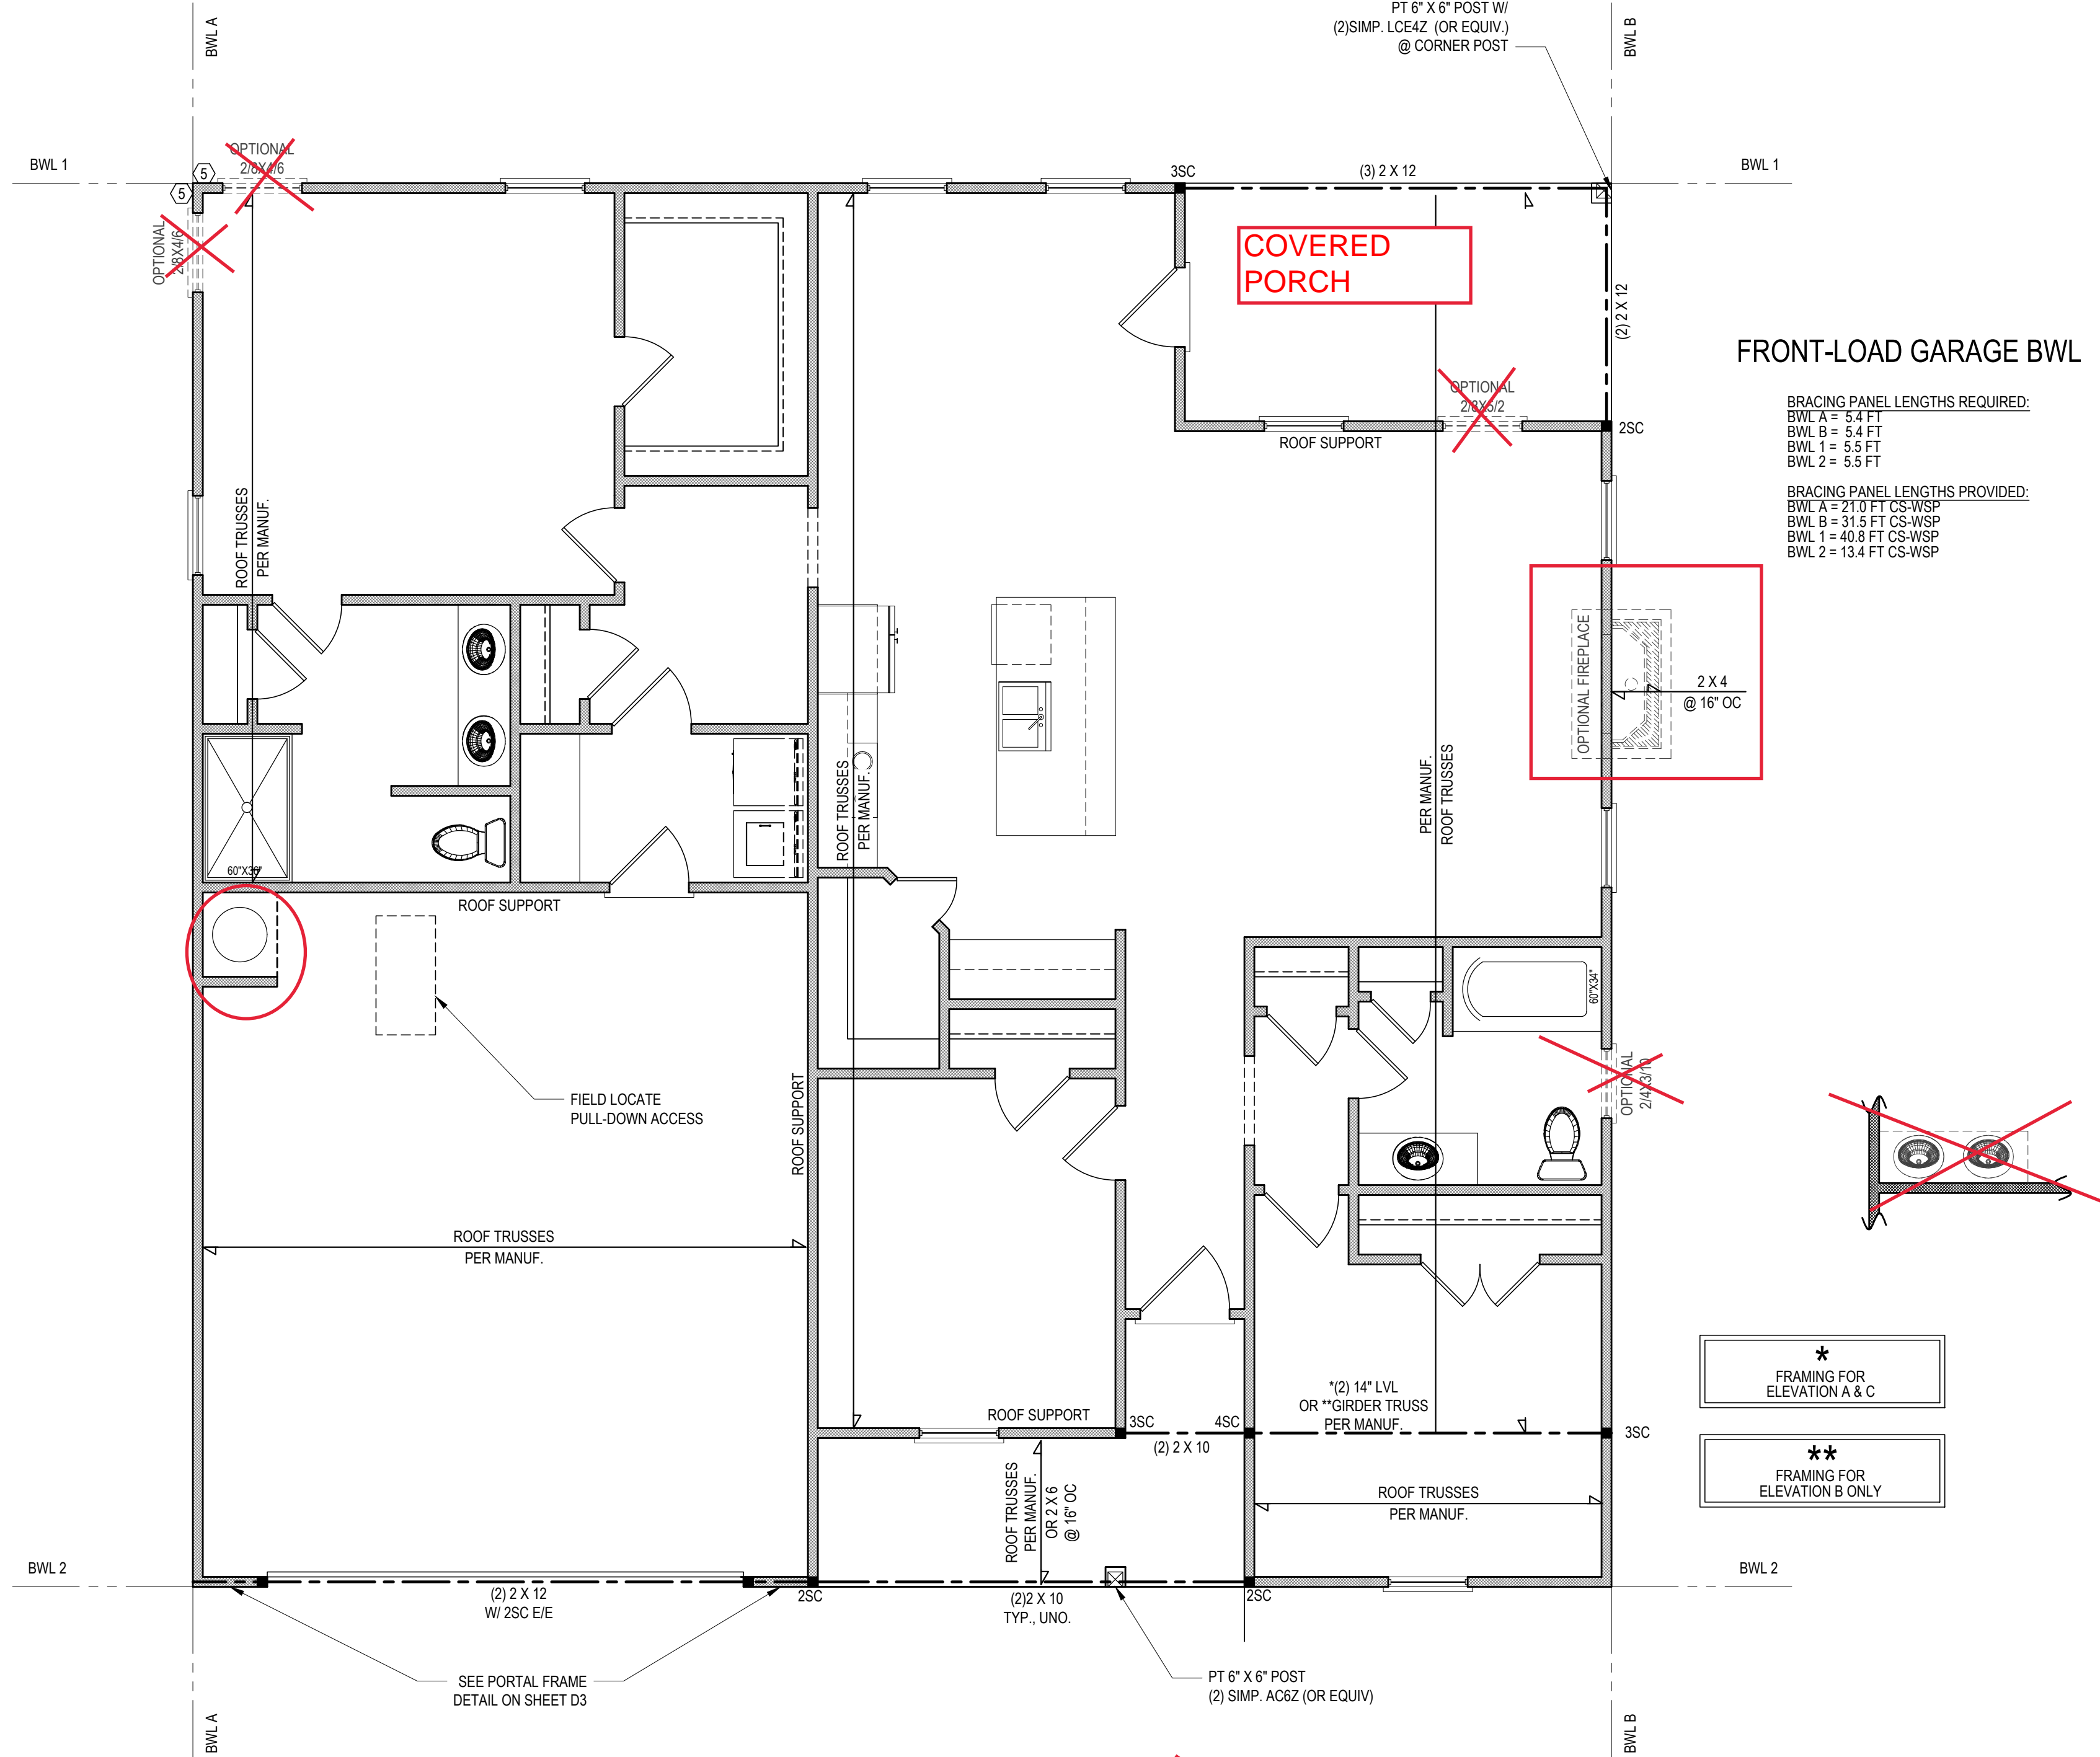 BWL A
PT 6" X 6" POST W/
(2)SIMP. LCE4Z (OR EQUIV.)
@ CORNER POST
BWL B
BWL 1
OPTIONAL
2/8X4/6
5
5
OPTIONAL
2/8X4/6
3SC
(3) 2 X 12
BWL 1
COVERED
PORCH
(2) 2 X 12
FRONT-LOAD GARAGE BWL
OPTIONAL
2/8X5/2
2SC
ROOF SUPPORT
BRACING PANEL LENGTHS REQUIRED:
BWL A = 5.4 FT
BWL B = 5.4 FT
BWL 1 = 5.5 FT
BWL 2 = 5.5 FT
BRACING PANEL LENGTHS PROVIDED:
BWL A = 21.0 FT CS-WSP
BWL B = 31.5 FT CS-WSP
BWL 1 = 40.8 FT CS-WSP
BWL 2 = 13.4 FT CS-WSP
ROOF TRUSSES
PER MANUF.
OPTIONAL FIREPLACE
2 X 4
@ 16" OC
ROOF TRUSSES
PER MANUF.
PER MANUF.
ROOF TRUSSES
60"X36"
ROOF SUPPORT
60"X34"
FIELD LOCATE
PULL-DOWN ACCESS
ROOF SUPPORT
OPTIONAL
2/4X3/10
ROOF TRUSSES
PER MANUF.
*
FRAMING FOR
ELEVATION A & C
*(2) 14" LVL
OR **GIRDER TRUSS
PER MANUF.
ROOF SUPPORT
3SC
4SC
3SC
(2) 2 X 10
**
FRAMING FOR
ELEVATION B ONLY
ROOF TRUSSES
PER MANUF.
OR 2 X 6
@ 16" OC
ROOF TRUSSES
PER MANUF.
BWL 2
(2) 2 X 12
W/ 2SC E/E
2SC
(2)2 X 10
TYP., UNO.
2SC
BWL 2
SEE PORTAL FRAME
DETAIL ON SHEET D3
PT 6" X 6" POST
(2) SIMP. AC6Z (OR EQUIV)
BWL A
BWL B